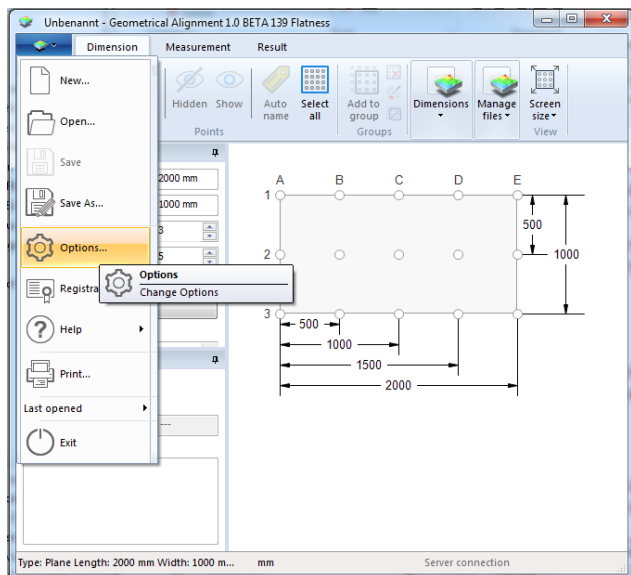 Unbenannt - Geometrical Alignment 1.0 BETA 139 Flatness
Dimension Measurement Result
New...
Open...
Save
Save As...
Options...
Help
Print...
Last opened
Exit
Options
Change Options
Hidden Show
Points
Auto name
Select all
Add to group
Groups
Dimensions
Manage files
Screen size
View
2000 mm
1000 mm
3
5
---
A B C D E
1
2
3
500
1000
500
1000
1500
2000
Type: Plane Length: 2000 mm Width: 1000 m... mm Server connection